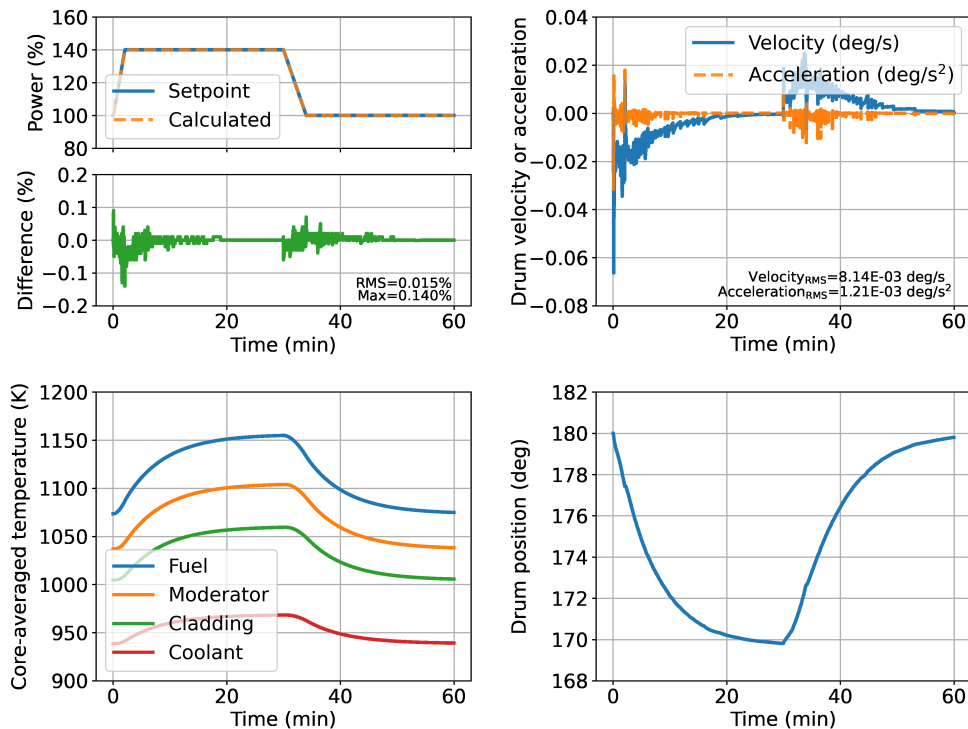 160
140
120
100
80
Power (%)
Setpoint
Calculated
0.2
0.1
0.0
−0.1
−0.2
Difference (%)
RMS=0.015%
Max=0.140%
0 20 40 60
Time (min)
0.04
0.02
0.00
−0.02
−0.04
−0.06
−0.08
Drum velocity or acceleration
Velocity (deg/s)
Acceleration (deg/s²)
Velocity_RMS=8.14E-03 deg/s
Acceleration_RMS=1.21E-03 deg/s²
0 20 40 60
Time (min)
1200
1150
1100
1050
1000
950
900
Core-averaged temperature (K)
Fuel
Moderator
Cladding
Coolant
0 20 40 60
Time (min)
182
180
178
176
174
172
170
168
Drum position (deg)
0 20 40 60
Time (min)